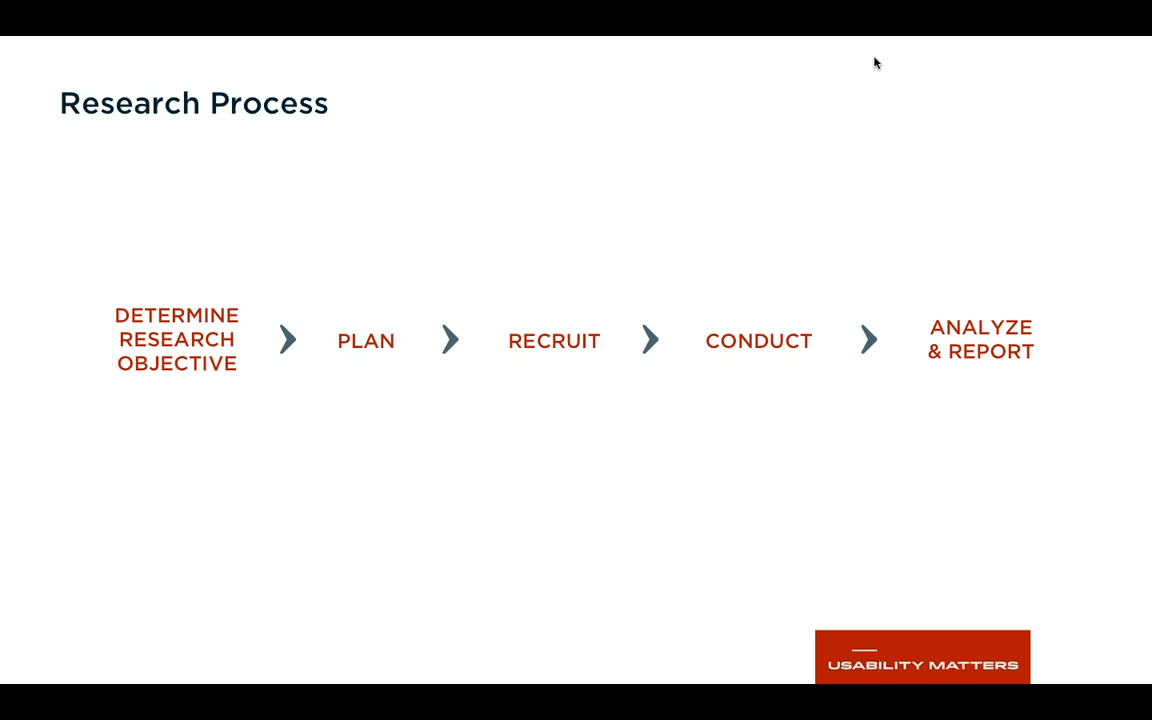 Research Process
DETERMINE
RESEARCH
OBJECTIVE
PLAN
RECRUIT
CONDUCT
ANALYZE
& REPORT
USABILITY MATTERS